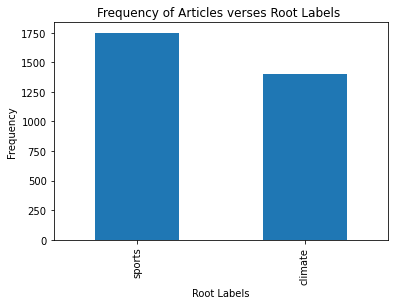 Frequency of Articles verses Root Labels
1750
1500
1250
1000
750
500
250
0
Frequency
sports
climate
Root Labels